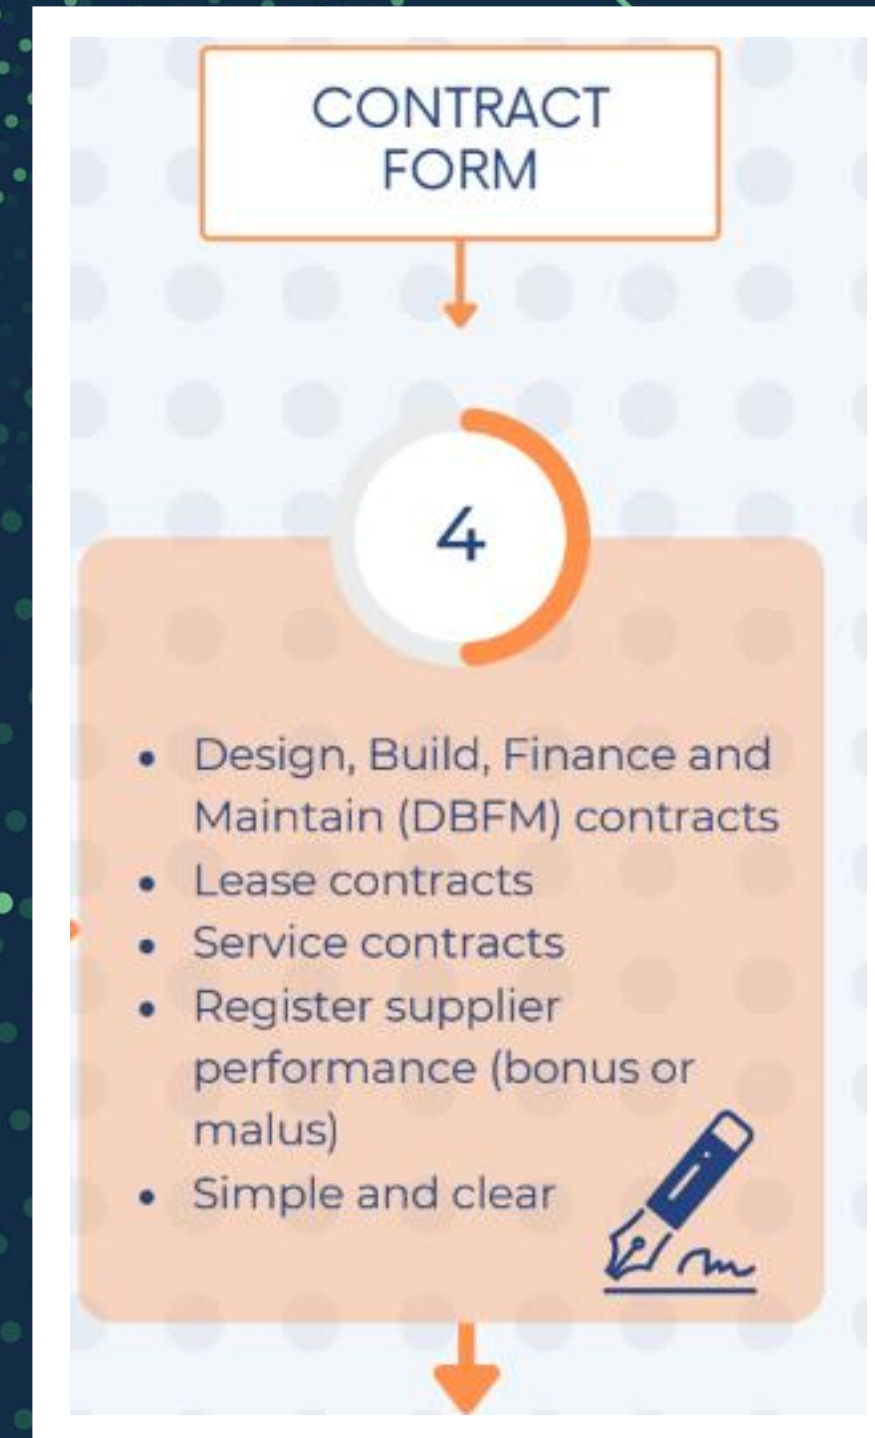 CONTRACT
FORM
4
• Design, Build, Finance and
Maintain (DBFM) contracts
• Lease contracts
• Service contracts
• Register supplier
performance (bonus or
malus)
• Simple and clear